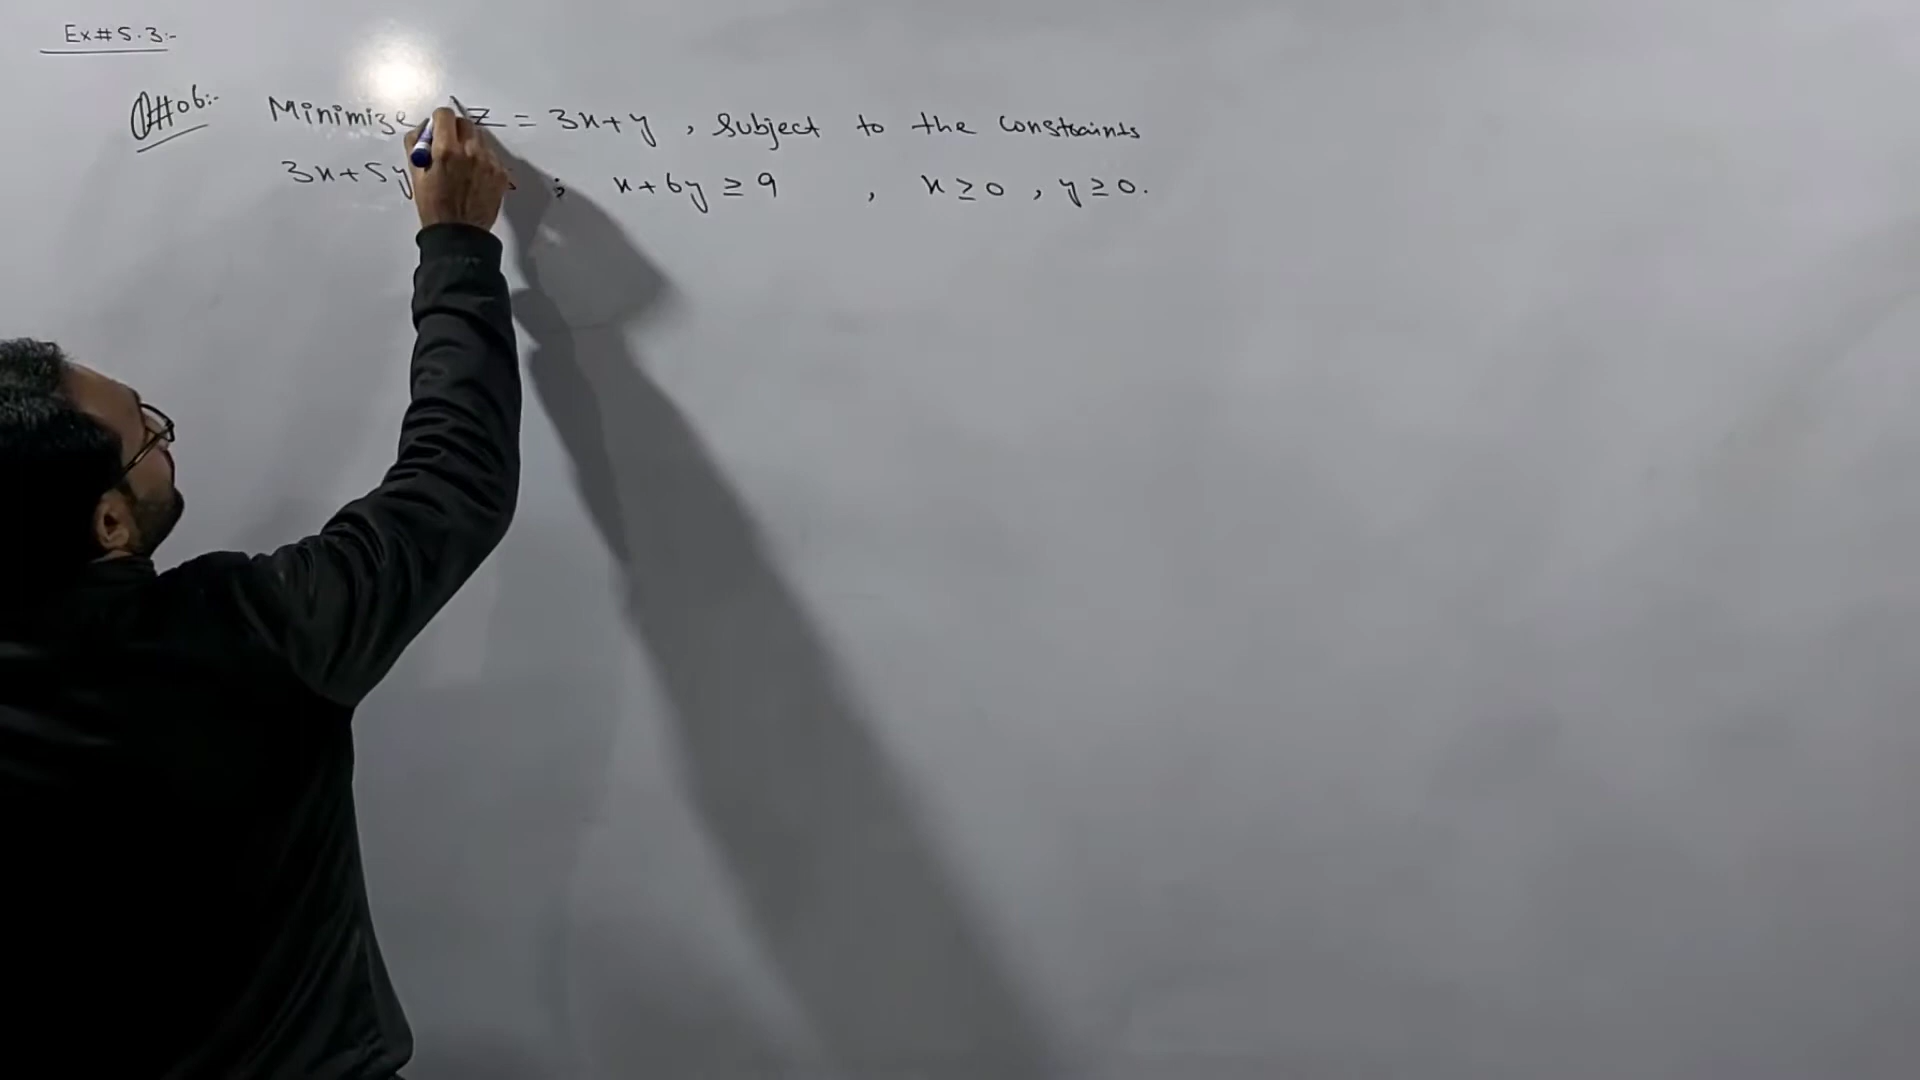 Ex#5.3:-
Q#06:- Minimize Z = 3x+y , Subject to the constraints
3x+5y ; x+6y ≥ 9 , x ≥ 0 , y ≥ 0.